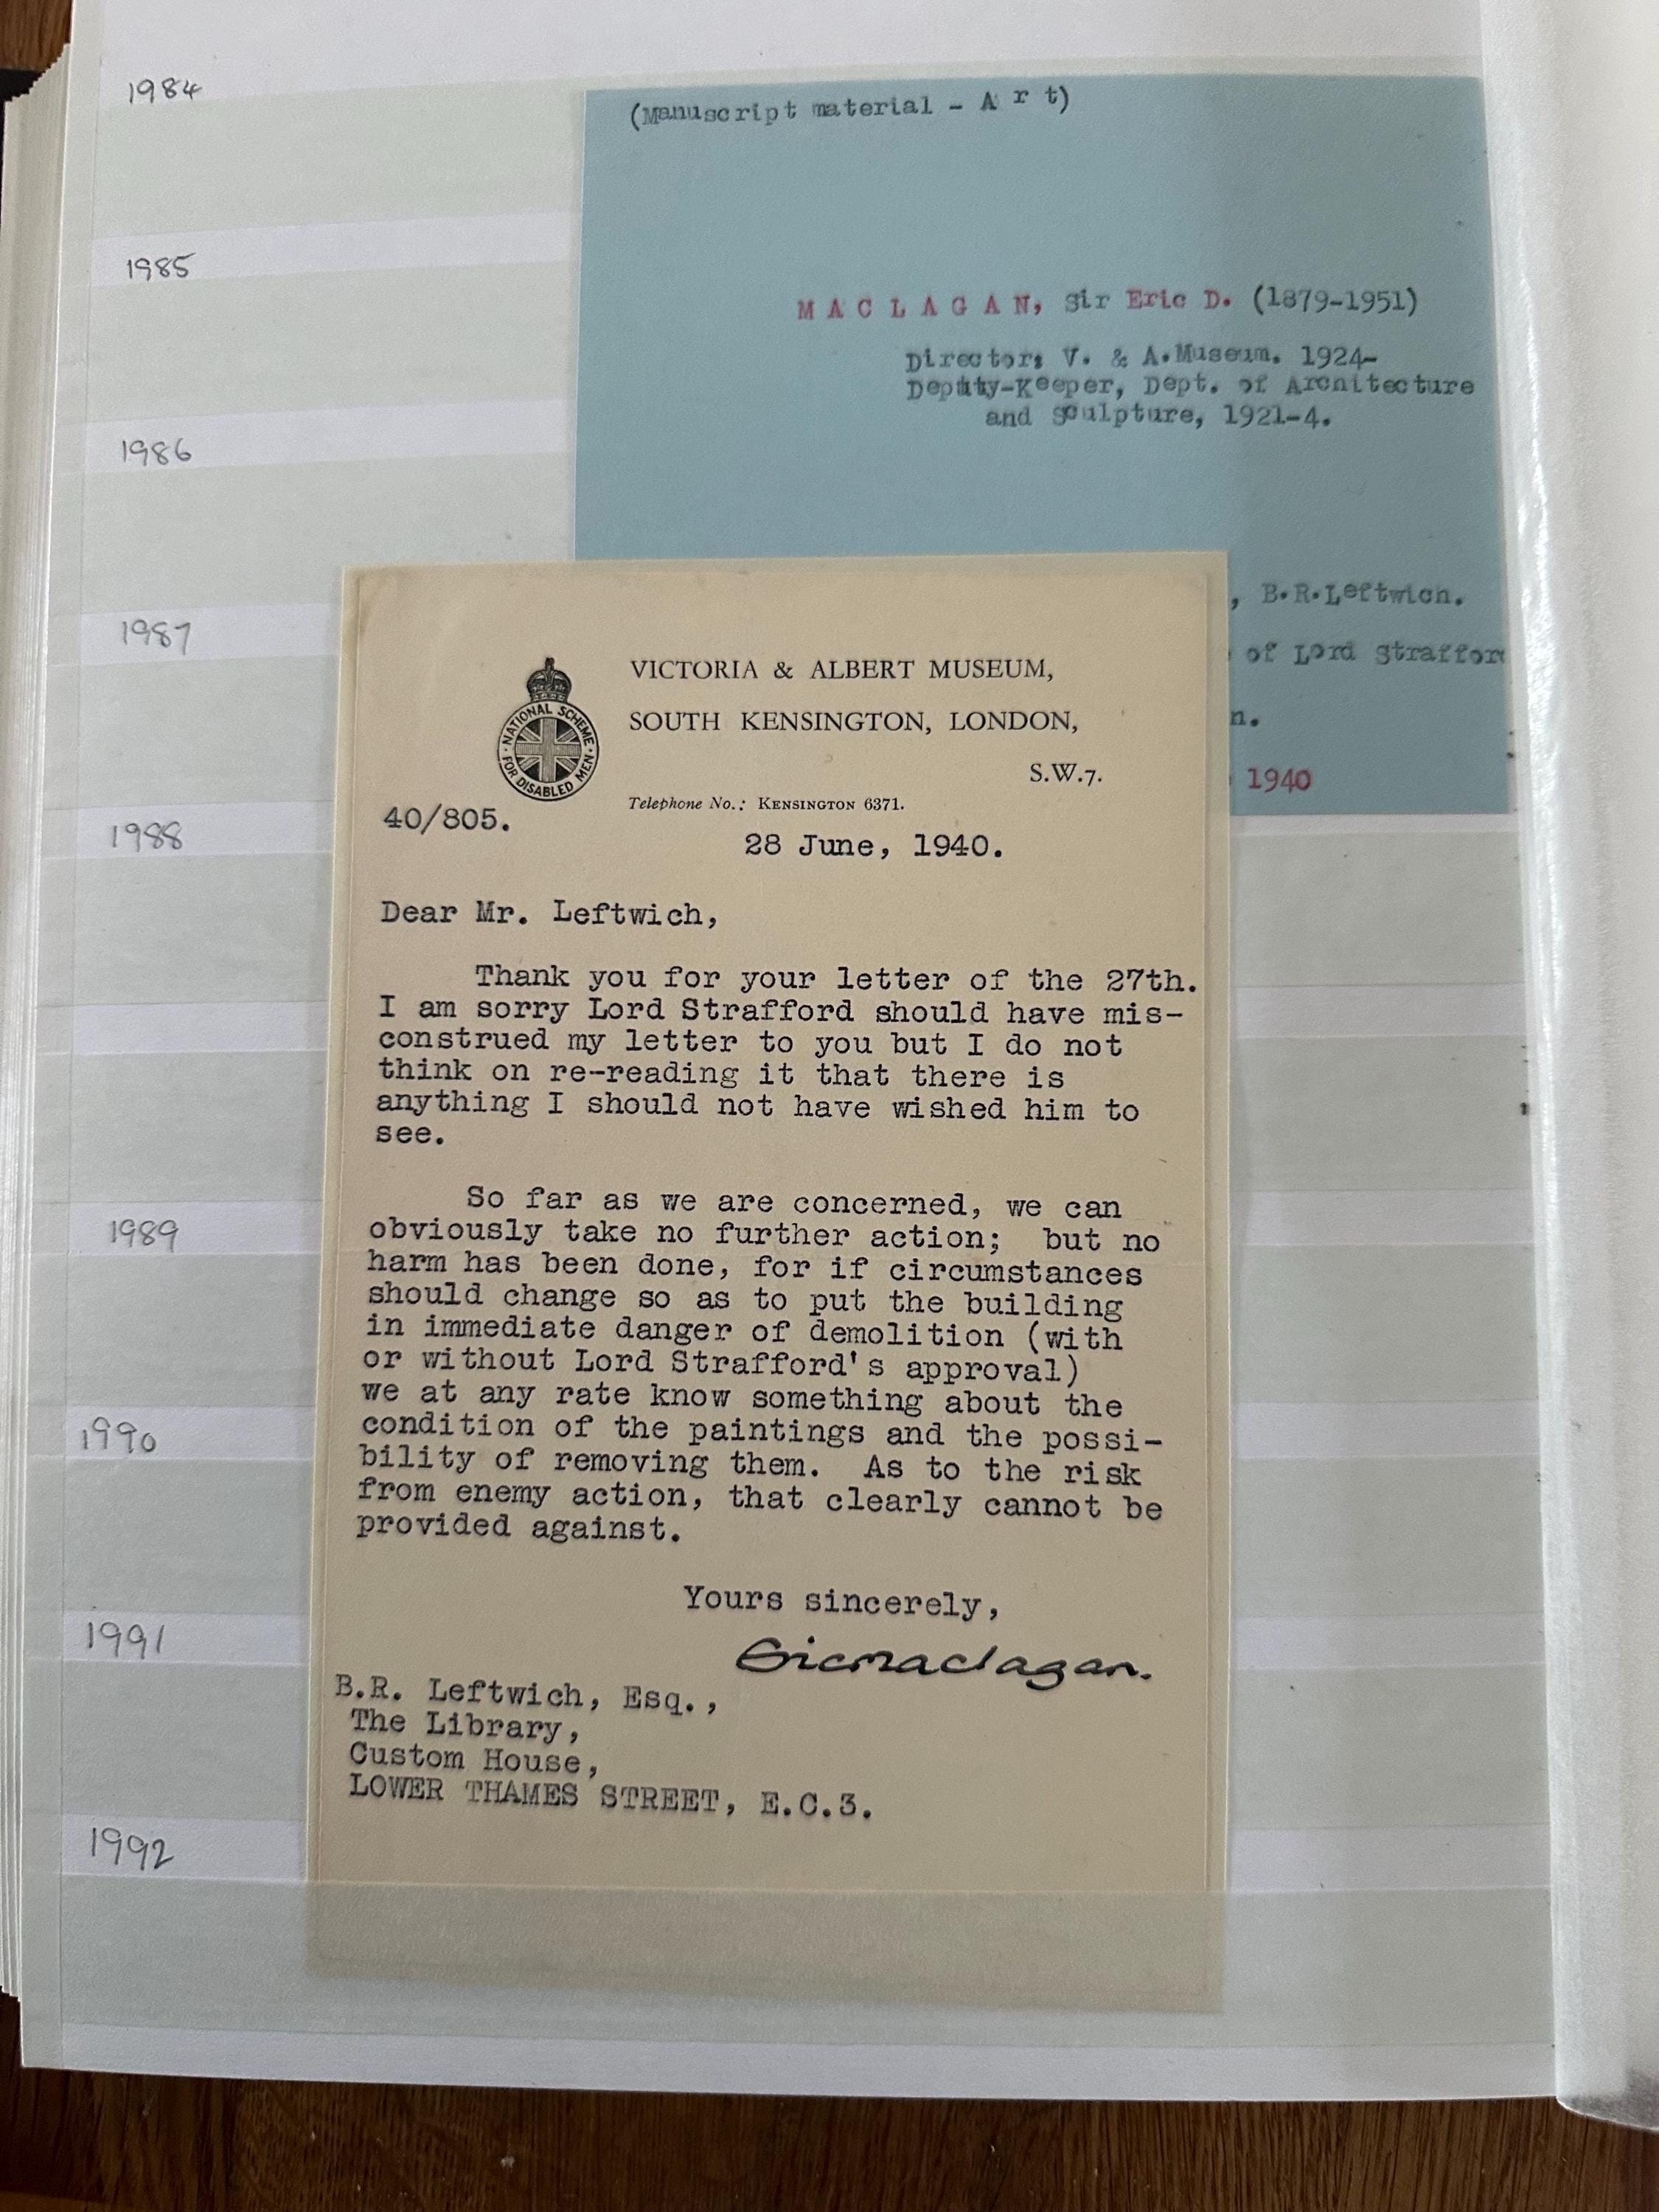 1984
(Manuscript material - A r t)
1985
M A C L A G A N, Sir Eric D. (1879-1951)
Director; V. & A.Museum. 1924-
Deputy-Keeper, Dept. of Architecture
and Sculpture, 1921-4.
1986
1987
, B.R.Leftwich.
of Lord Strafford
n.
1940
VICTORIA & ALBERT MUSEUM,
SOUTH KENSINGTON, LONDON,
S.W.7.
NATIONAL SCHEME
FOR DISABLED MEN
Telephone No.: KENSINGTON 6371.
40/805.
28 June, 1940.
1988
Dear Mr. Leftwich,
Thank you for your letter of the 27th.
I am sorry Lord Strafford should have mis-
construed my letter to you but I do not
think on re-reading it that there is
anything I should not have wished him to
see.
So far as we are concerned, we can
obviously take no further action; but no
harm has been done, for if circumstances
should change so as to put the building
in immediate danger of demolition (with
or without Lord Strafford's approval)
we at any rate know something about the
condition of the paintings and the possi-
bility of removing them. As to the risk
from enemy action, that clearly cannot be
provided against.
1989
1990
Yours sincerely,
Eric Maclagan.
1991
B.R. Leftwich, Esq.,
The Library,
Custom House,
LOWER THAMES STREET, E.C.3.
1992